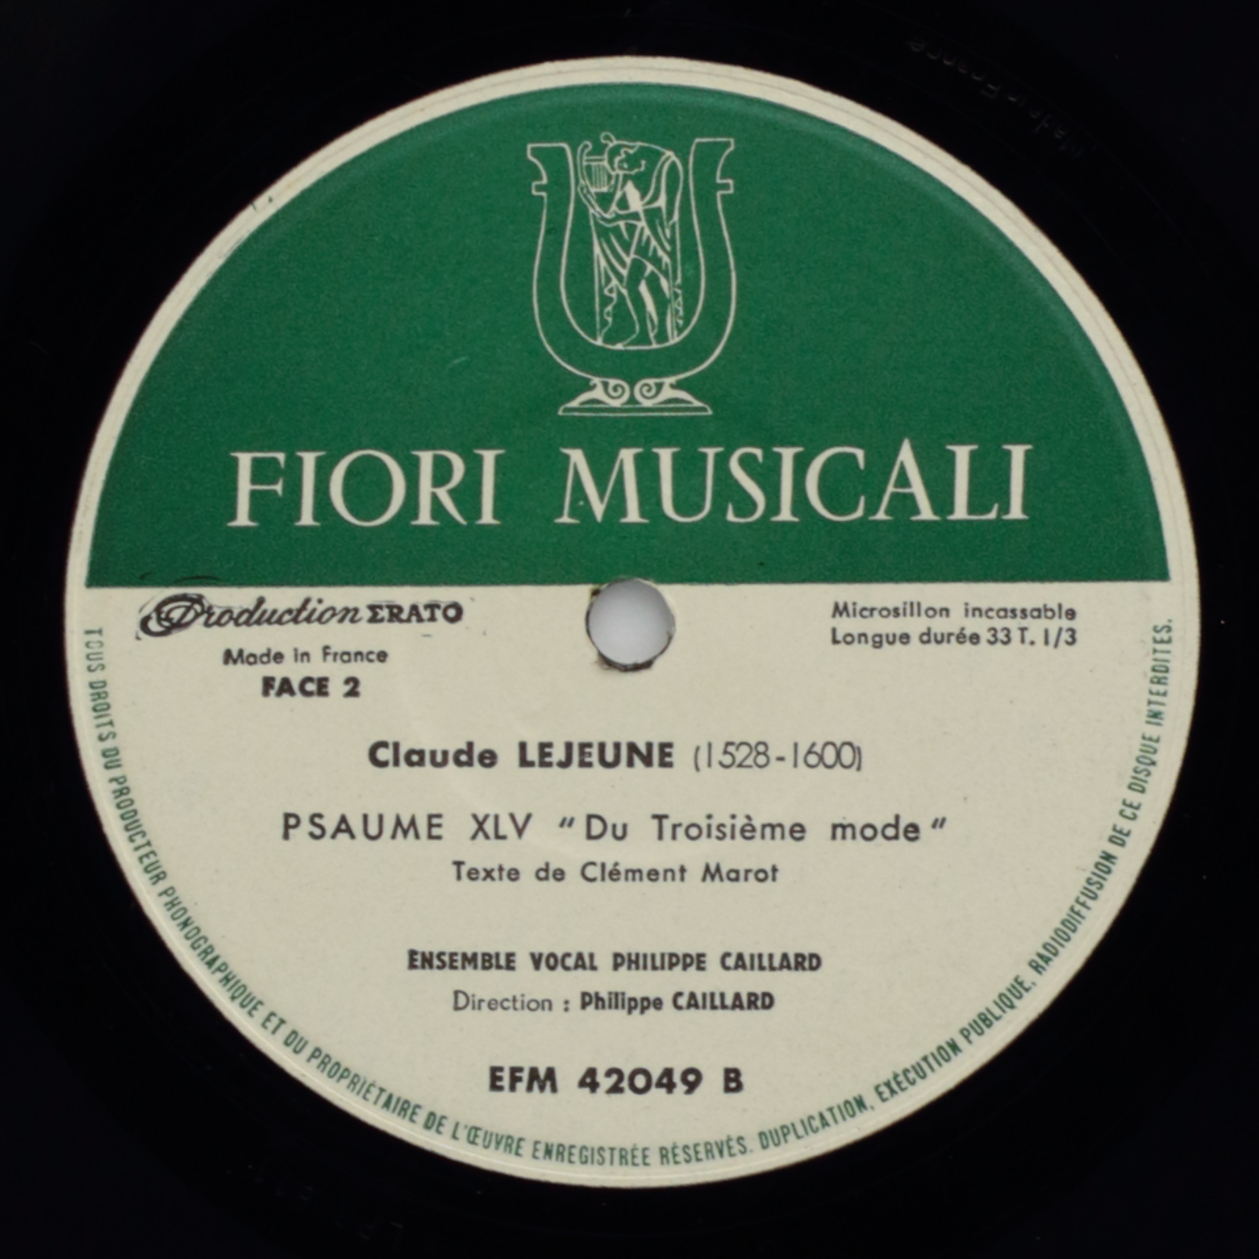 FIORI MUSICALI
Production ERATO
Made in France
FACE 2
Microsillon incassable
Longue durée 33 T. 1/3
Claude LEJEUNE (1528-1600)
PSAUME XLV “Du Troisième mode“
Texte de Clément Marot
ENSEMBLE VOCAL PHILIPPE CAILLARD
Direction : Philippe CAILLARD
EFM 42049 B
TOUS DROITS DU PRODUCTEUR PHONOGRAPHIQUE ET DU PROPRIÉTAIRE DE L'ŒUVRE ENREGISTRÉE RÉSERVÉS. DUPLICATION, EXÉCUTION PUBLIQUE, RADIODIFFUSION DE CE DISQUE INTERDITES.
Made in France